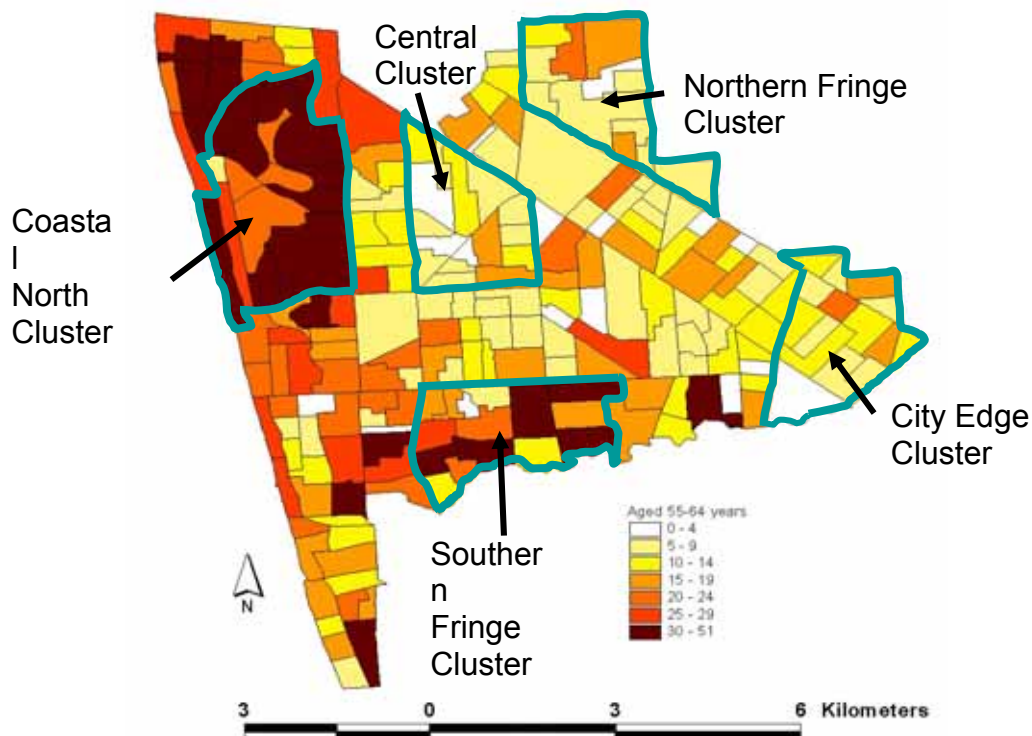 Central
Cluster
Northern Fringe
Cluster
Coasta
l
North
Cluster
City Edge
Cluster
Souther
n
Fringe
Cluster
Aged 55-64 years
0 - 4
5 - 9
10 - 14
15 - 19
20 - 24
25 - 29
30 - 51
N
3 0 3 6 Kilometers